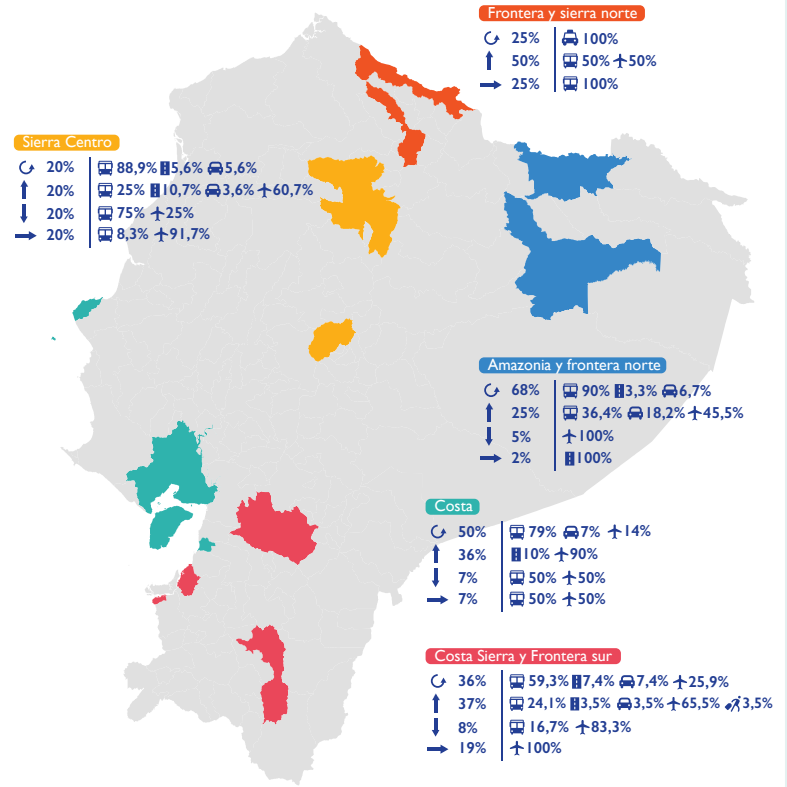 Frontera y sierra norte
25% 100%
50% 50% 50%
25% 100%
Sierra Centro
20% 88,9% 5,6% 5,6%
20% 25% 10,7% 3,6% 60,7%
20% 75% 25%
20% 8,3% 91,7%
Amazonia y frontera norte
68% 90% 3,3% 6,7%
25% 36,4% 18,2% 45,5%
5% 100%
2% 100%
Costa
50% 79% 7% 14%
36% 10% 90%
7% 50% 50%
7% 50% 50%
Costa Sierra y Frontera sur
36% 59,3% 7,4% 7,4% 25,9%
37% 24,1% 3,5% 3,5% 65,5% 3,5%
8% 16,7% 83,3%
19% 100%